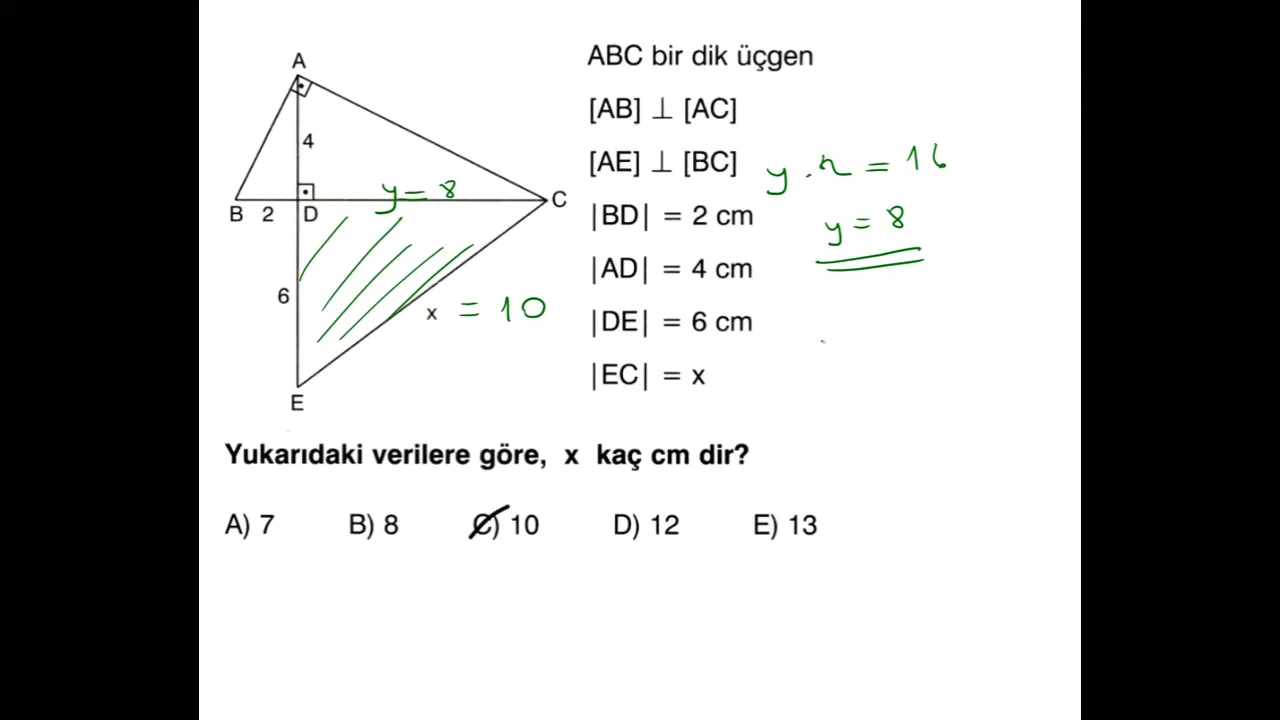 A
4
y = 8
B 2 D
C
6
x = 10
E
ABC bir dik üçgen
[AB] ⊥ [AC]
[AE] ⊥ [BC]
|BD| = 2 cm
|AD| = 4 cm
|DE| = 6 cm
|EC| = x
y . 2 = 16
y = 8
Yukarıdaki verilere göre, x kaç cm dir?
A) 7 B) 8 C) 10 D) 12 E) 13